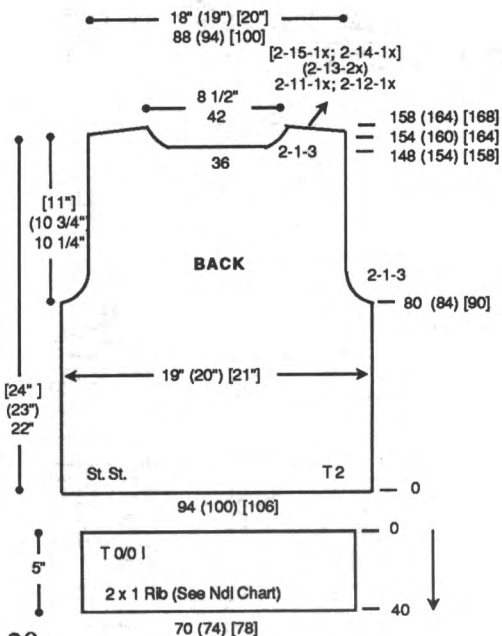 18" (19") [20"]
88 (94) [100]
[2-15-1x; 2-14-1x]
(2-13-2x)
2-11-1x; 2-12-1x
8 1/2"
42
158 (164) [168]
154 (160) [164]
148 (154) [158]
36
2-1-3
[11"]
(10 3/4")
10 1/4"
BACK
2-1-3
80 (84) [90]
19" (20") [21"]
[24" ]
(23")
22"
St. St.
T 2
0
94 (100) [106]
0
T 0/0 I
5"
2 x 1 Rib (See Ndl Chart)
40
70 (74) [78]